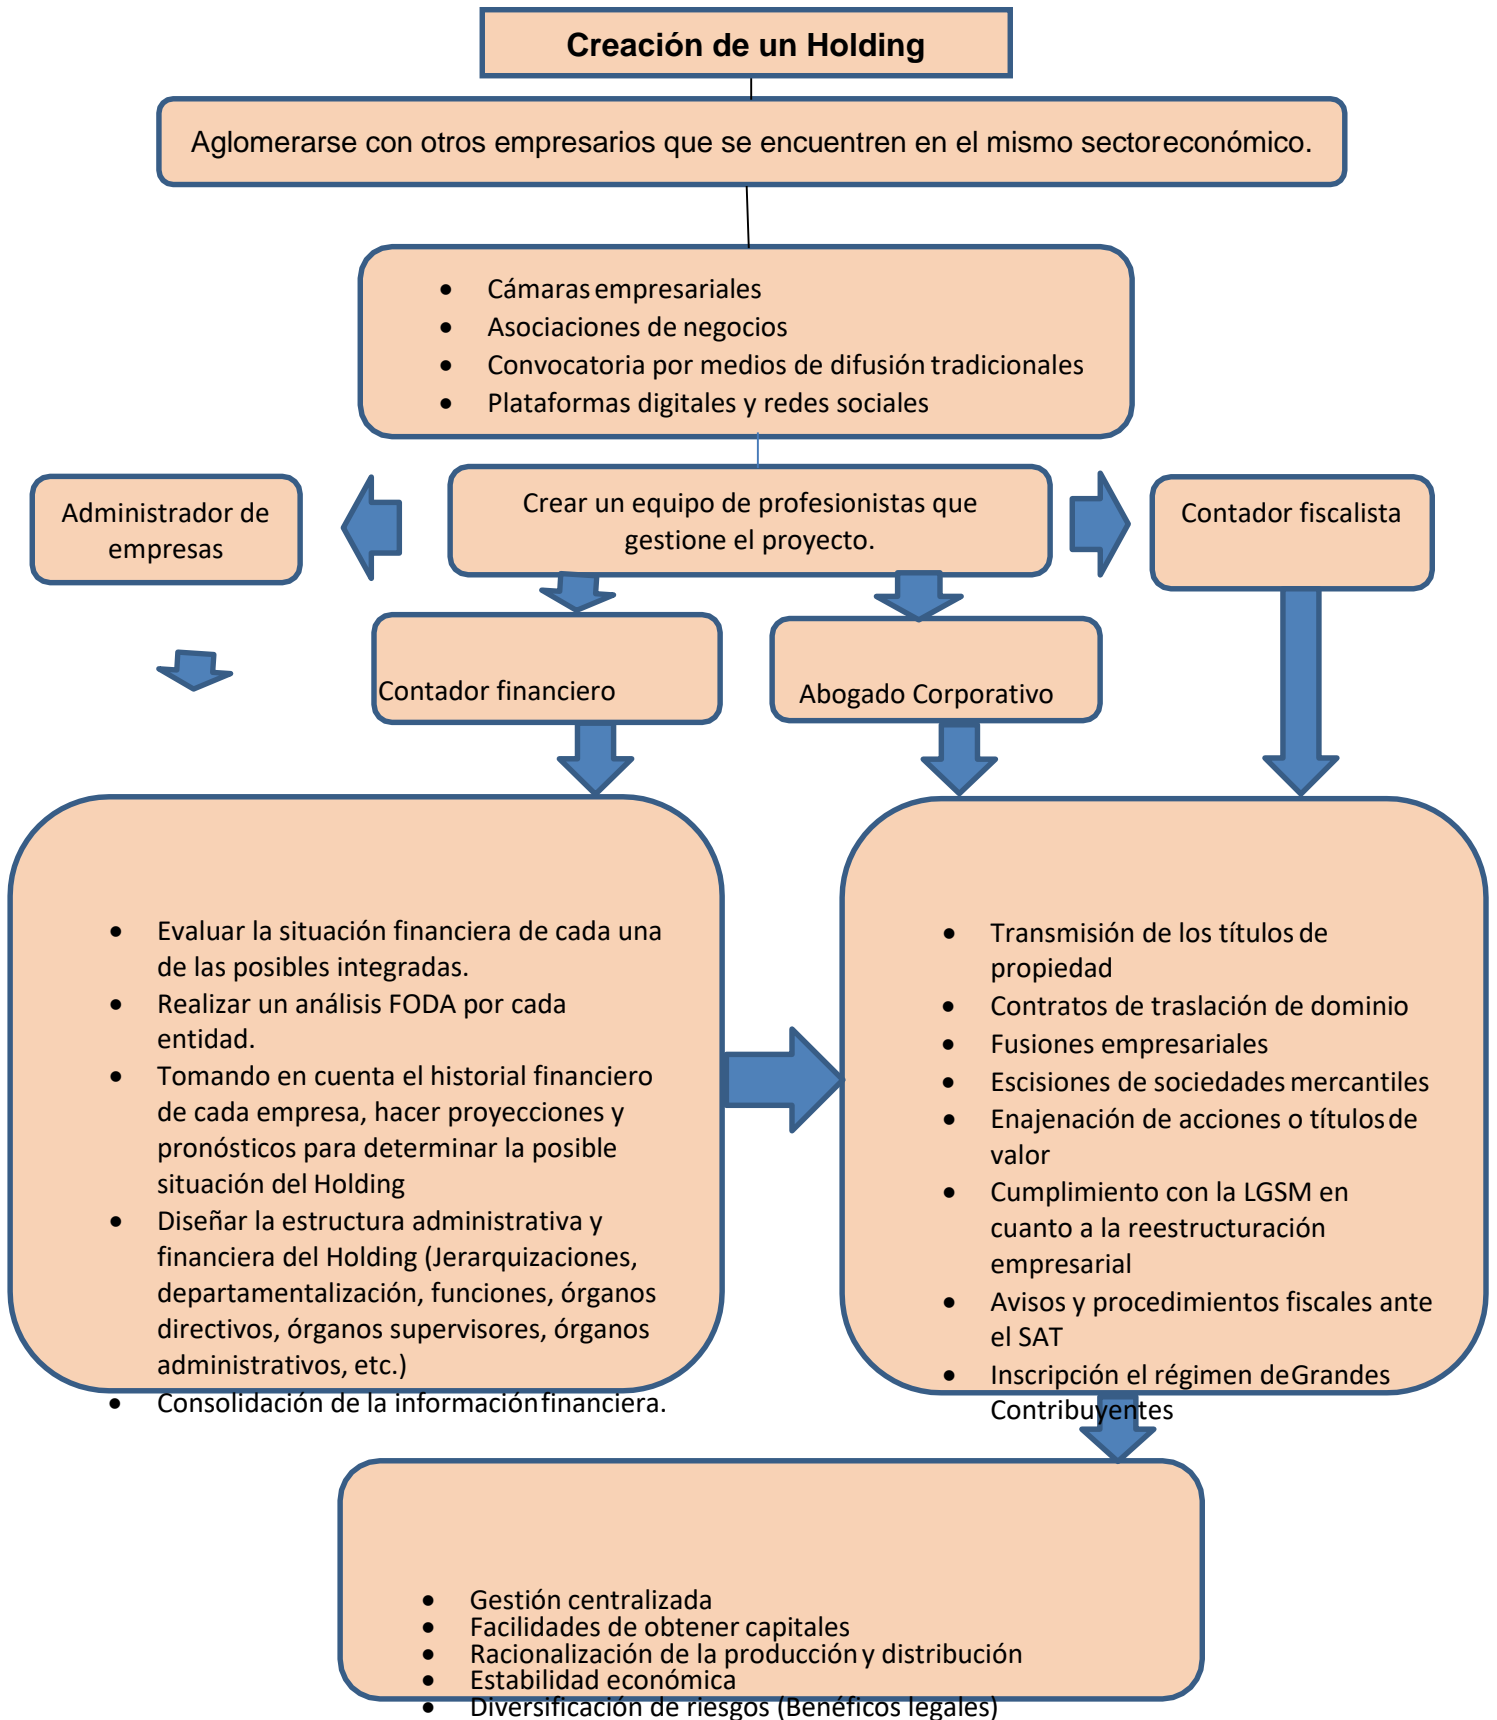 Creación de un Holding
Aglomerarse con otros empresarios que se encuentren en el mismo sectoreconómico.
• Cámaras empresariales
• Asociaciones de negocios
• Convocatoria por medios de difusión tradicionales
• Plataformas digitales y redes sociales
Administrador de
empresas
Crear un equipo de profesionistas que
gestione el proyecto.
Contador fiscalista
Contador financiero
Abogado Corporativo
• Evaluar la situación financiera de cada una
de las posibles integradas.
• Realizar un análisis FODA por cada
entidad.
• Tomando en cuenta el historial financiero
de cada empresa, hacer proyecciones y
pronósticos para determinar la posible
situación del Holding
• Diseñar la estructura administrativa y
financiera del Holding (Jerarquizaciones,
departamentalización, funciones, órganos
directivos, órganos supervisores, órganos
administrativos, etc.)
• Consolidación de la información financiera.
• Transmisión de los títulos de
propiedad
• Contratos de traslación de dominio
• Fusiones empresariales
• Escisiones de sociedades mercantiles
• Enajenación de acciones o títulos de
valor
• Cumplimiento con la LGSM en
cuanto a la reestructuración
empresarial
• Avisos y procedimientos fiscales ante
el SAT
• Inscripción el régimen deGrandes
Contribuyentes
• Gestión centralizada
• Facilidades de obtener capitales
• Racionalización de la producción y distribución
• Estabilidad económica
• Diversificación de riesgos (Benéficos legales)